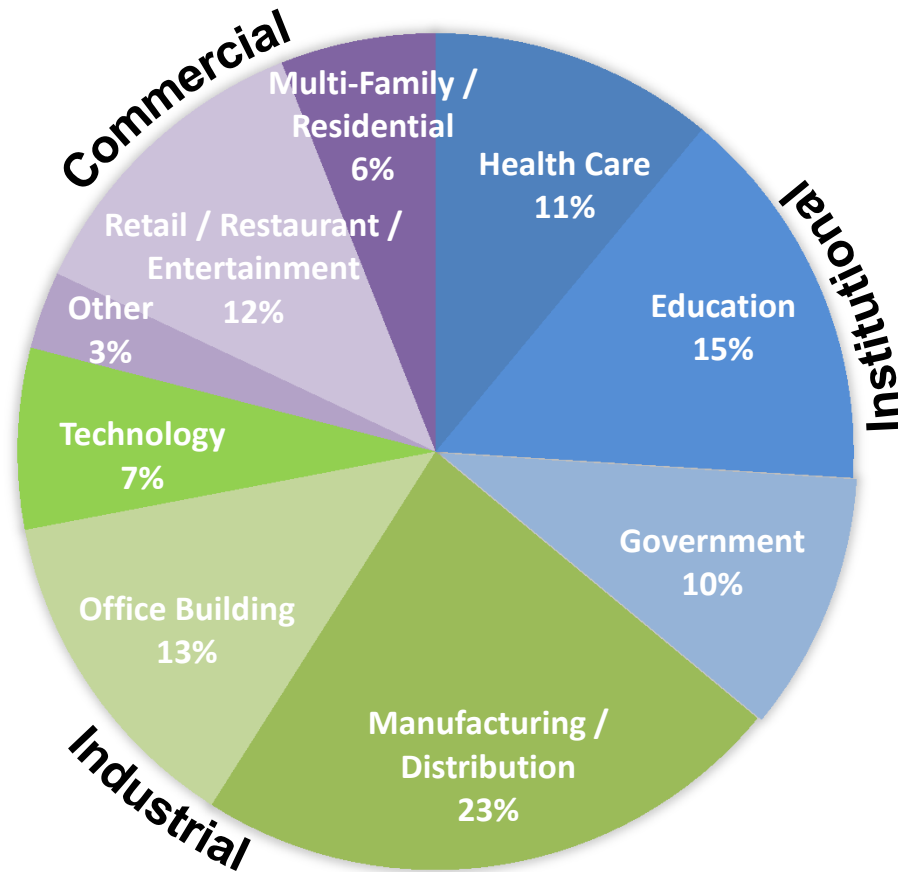 Commercial
Multi-Family /
Residential
6%
Health Care
11%
Institutional
Education
15%
Government
10%
Manufacturing /
Distribution
23%
Industrial
Office Building
13%
Technology
7%
Other
3%
Retail / Restaurant /
Entertainment
12%